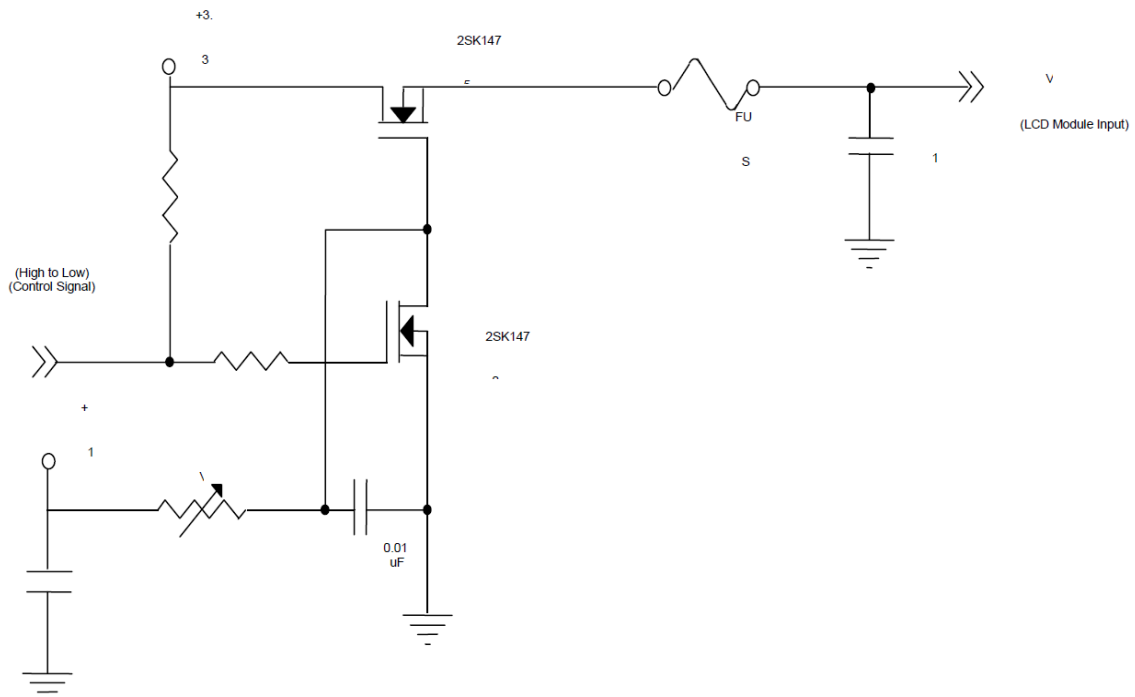 +3.
3
2SK147
FU
S
V
(LCD Module Input)
1
(High to Low)
(Control Signal)
2SK147
+
1
0.01
uF